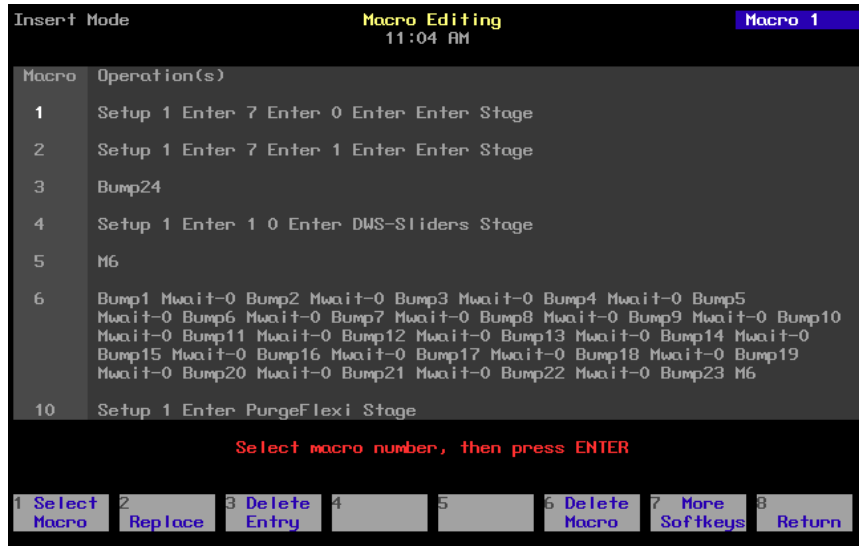 Insert Mode Macro Editing Macro 1
11:04 AM
Macro Operation(s)
1 Setup 1 Enter 7 Enter 0 Enter Enter Stage
2 Setup 1 Enter 7 Enter 1 Enter Enter Stage
3 Bump24
4 Setup 1 Enter 1 0 Enter DWS-Sliders Stage
5 M6
6 Bump1 Mwait-0 Bump2 Mwait-0 Bump3 Mwait-0 Bump4 Mwait-0 Bump5
Mwait-0 Bump6 Mwait-0 Bump7 Mwait-0 Bump8 Mwait-0 Bump9 Mwait-0 Bump10
Mwait-0 Bump11 Mwait-0 Bump12 Mwait-0 Bump13 Mwait-0 Bump14 Mwait-0
Bump15 Mwait-0 Bump16 Mwait-0 Bump17 Mwait-0 Bump18 Mwait-0 Bump19
Mwait-0 Bump20 Mwait-0 Bump21 Mwait-0 Bump22 Mwait-0 Bump23 M6
10 Setup 1 Enter PurgeFlexi Stage
Select macro number, then press ENTER
1 Select 2 3 Delete 4 5 6 Delete 7 More 8
Macro Replace Entry Macro Softkeys Return